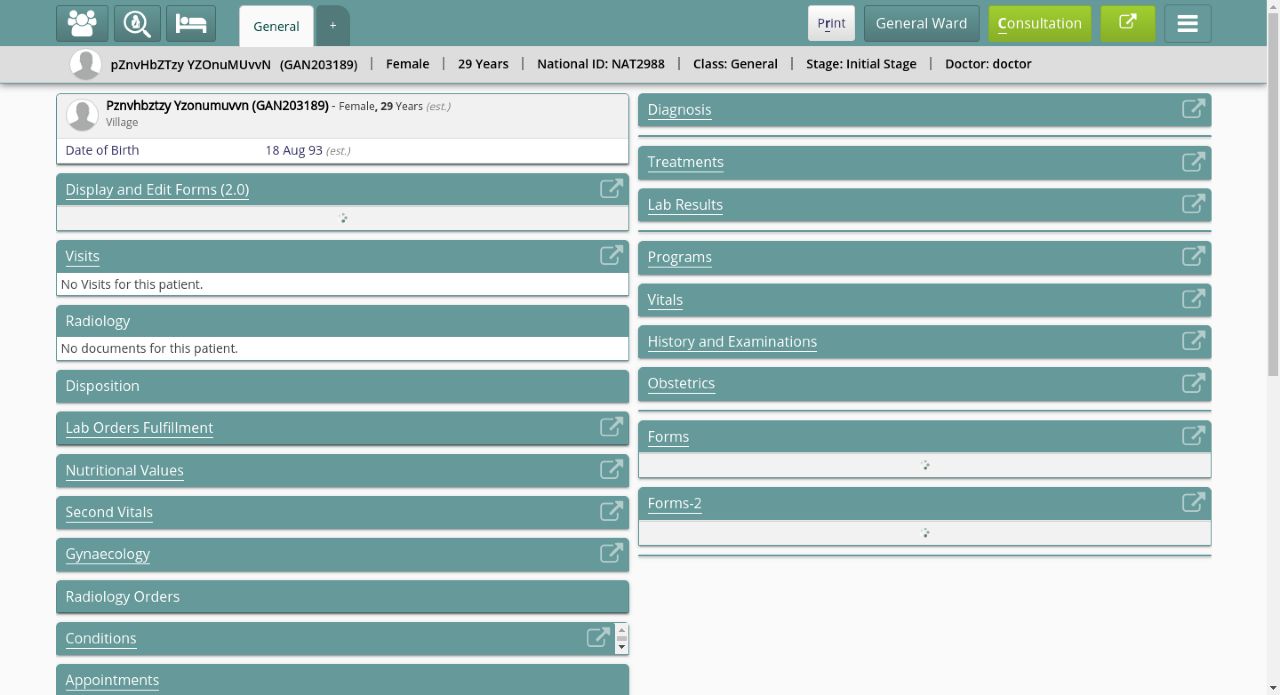 General
+
Print
General Ward
Consultation
pZnvHbZTzy YZOnuMUvvN (GAN203189) | Female | 29 Years | National ID: NAT2988 | Class: General | Stage: Initial Stage | Doctor: doctor
Pznvhbztzy Yzonumuvvn (GAN203189) - Female, 29 Years (est.)
Village
Date of Birth 18 Aug 93 (est.)
Display and Edit Forms (2.0)
Visits
No Visits for this patient.
Radiology
No documents for this patient.
Disposition
Lab Orders Fulfillment
Nutritional Values
Second Vitals
Gynaecology
Radiology Orders
Conditions
Appointments
Diagnosis
Treatments
Lab Results
Programs
Vitals
History and Examinations
Obstetrics
Forms
Forms-2